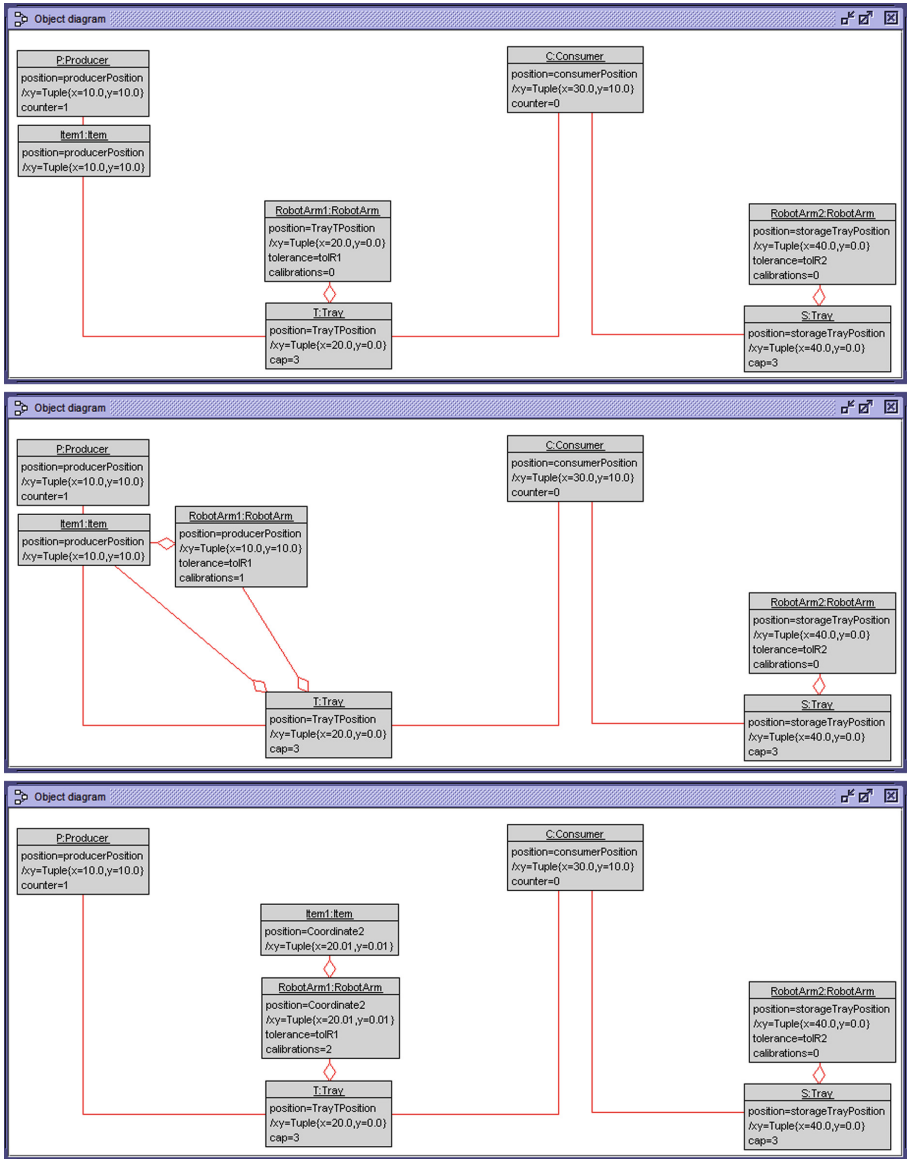 Object diagram
P:Producer
position=producerPosition
/xy=Tuple{x=10.0,y=10.0}
counter=1
Item1:Item
position=producerPosition
/xy=Tuple{x=10.0,y=10.0}
C:Consumer
position=consumerPosition
/xy=Tuple{x=30.0,y=10.0}
counter=0
RobotArm1:RobotArm
position=TrayTPosition
/xy=Tuple{x=20.0,y=0.0}
tolerance=tolR1
calibrations=0
T:Tray
position=TrayTPosition
/xy=Tuple{x=20.0,y=0.0}
cap=3
RobotArm2:RobotArm
position=storageTrayPosition
/xy=Tuple{x=40.0,y=0.0}
tolerance=tolR2
calibrations=0
S:Tray
position=storageTrayPosition
/xy=Tuple{x=40.0,y=0.0}
cap=3
Object diagram
P:Producer
position=producerPosition
/xy=Tuple{x=10.0,y=10.0}
counter=1
Item1:Item
position=producerPosition
/xy=Tuple{x=10.0,y=10.0}
RobotArm1:RobotArm
position=producerPosition
/xy=Tuple{x=10.0,y=10.0}
tolerance=tolR1
calibrations=1
C:Consumer
position=consumerPosition
/xy=Tuple{x=30.0,y=10.0}
counter=0
T:Tray
position=TrayTPosition
/xy=Tuple{x=20.0,y=0.0}
cap=3
RobotArm2:RobotArm
position=storageTrayPosition
/xy=Tuple{x=40.0,y=0.0}
tolerance=tolR2
calibrations=0
S:Tray
position=storageTrayPosition
/xy=Tuple{x=40.0,y=0.0}
cap=3
Object diagram
P:Producer
position=producerPosition
/xy=Tuple{x=10.0,y=10.0}
counter=1
C:Consumer
position=consumerPosition
/xy=Tuple{x=30.0,y=10.0}
counter=0
Item1:Item
position=Coordinate2
/xy=Tuple{x=20.01,y=0.01}
RobotArm1:RobotArm
position=Coordinate2
/xy=Tuple{x=20.01,y=0.01}
tolerance=tolR1
calibrations=2
T:Tray
position=TrayTPosition
/xy=Tuple{x=20.0,y=0.0}
cap=3
RobotArm2:RobotArm
position=storageTrayPosition
/xy=Tuple{x=40.0,y=0.0}
tolerance=tolR2
calibrations=0
S:Tray
position=storageTrayPosition
/xy=Tuple{x=40.0,y=0.0}
cap=3